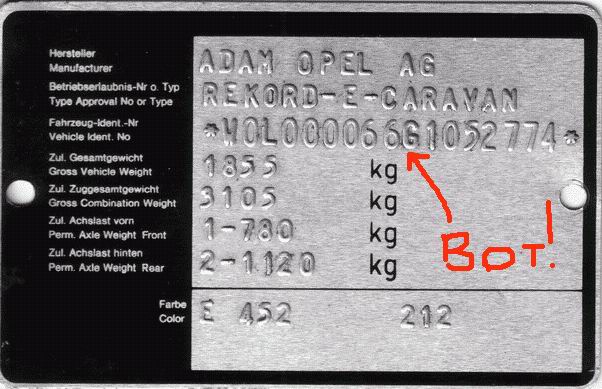 Hersteller
Manufacturer
ADAM OPEL AG
Betriebserlaubnis-Nr o. Typ
Type Approval No or Type
REKORD-E-CARAVAN
Fahrzeug-Ident.-Nr
Vehicle Ident. No
*W0L000066G1052774*
Zul. Gesamtgewicht
Gross Vehicle Weight
1855 kg
Zul. Zuggesamtgewicht
Gross Combination Weight
3105 kg
Zul. Achslast vorn
Perm. Axle Weight Front
1-780 kg
Zul. Achslast hinten
Perm. Axle Weight Rear
2-1120 kg
Farbe
Color
E 452 212
Вот!